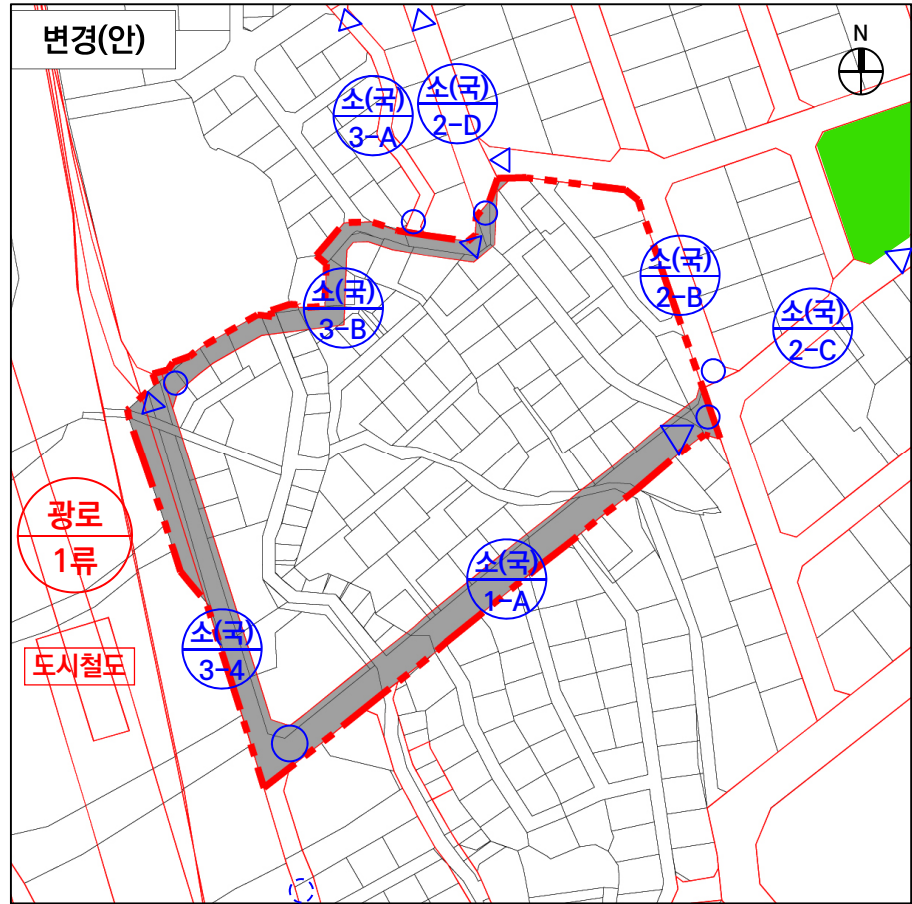 변경(안)
N
소(국)
3-A
소(국)
2-D
소(국)
2-B
소(국)
3-B
소(국)
2-C
광로
1류
소(국)
1-A
소(국)
3-4
도시철도